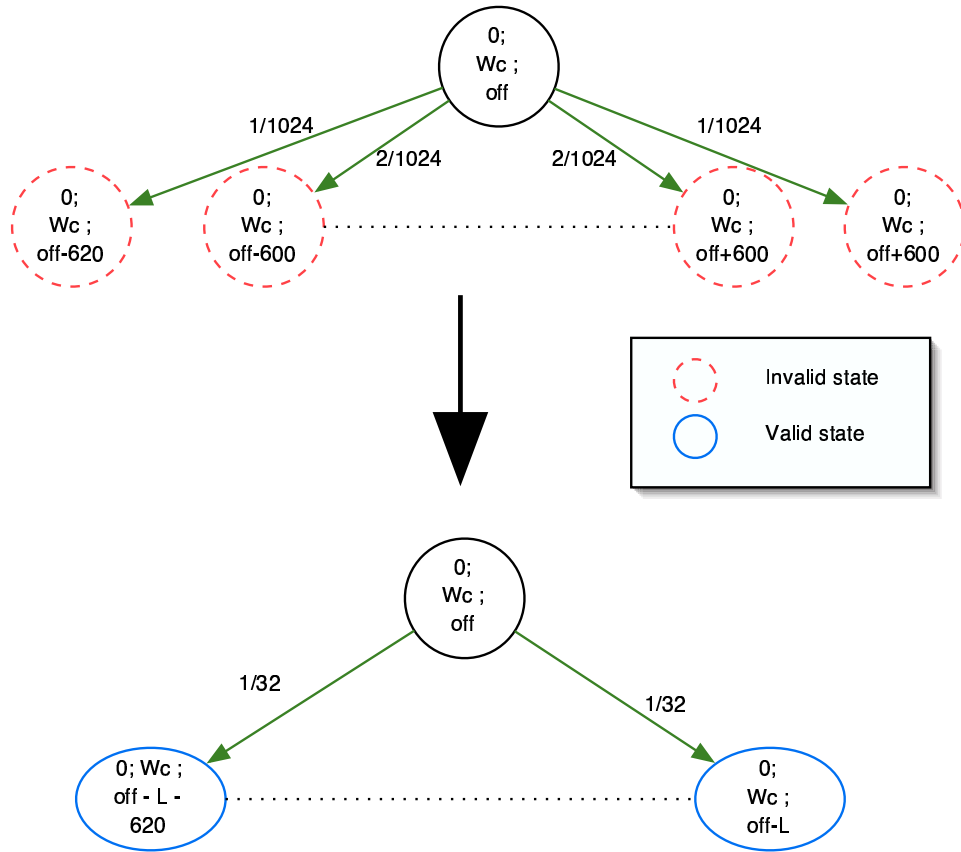 0;
Wc ;
off
1/1024
1/1024
2/1024
2/1024
0;
Wc ;
off-620
0;
Wc ;
off-600
0;
Wc ;
off+600
0;
Wc ;
off+600
Invalid state
Valid state
0;
Wc ;
off
1/32
1/32
0; Wc ;
off - L -
620
0;
Wc ;
off-L